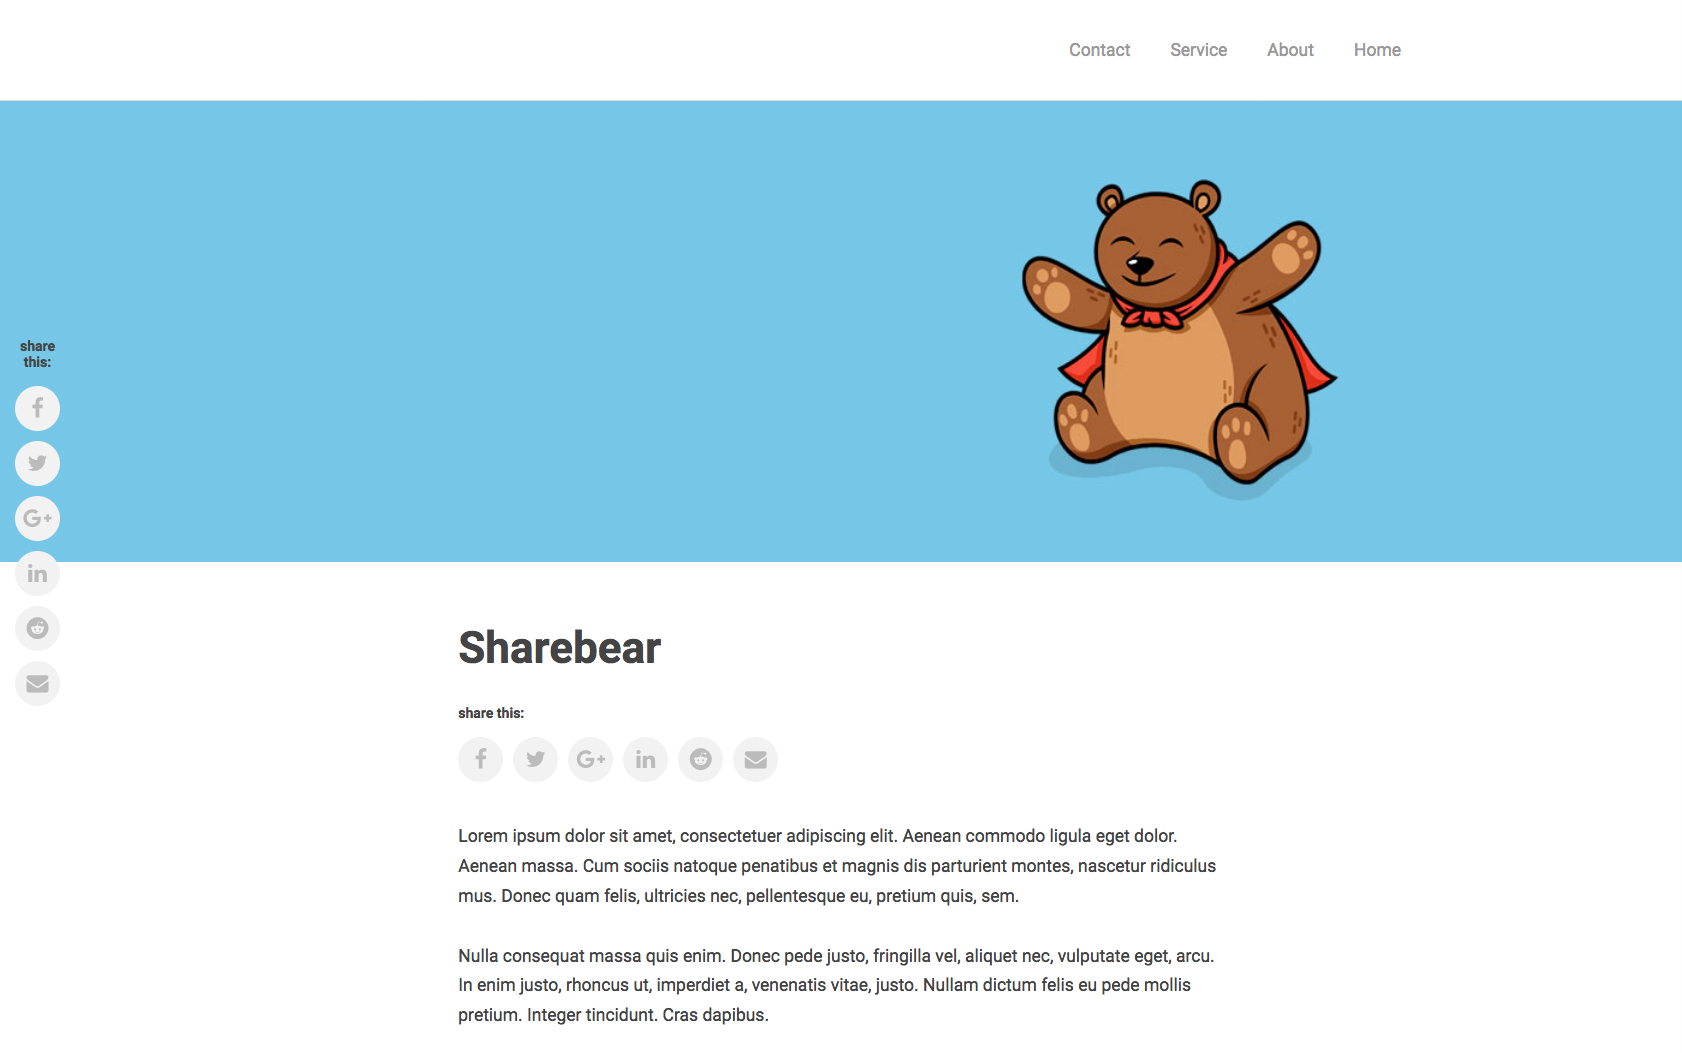 Contact Service About Home
share
this:
Sharebear
share this:
Lorem ipsum dolor sit amet, consectetuer adipiscing elit. Aenean commodo ligula eget dolor.
Aenean massa. Cum sociis natoque penatibus et magnis dis parturient montes, nascetur ridiculus
mus. Donec quam felis, ultricies nec, pellentesque eu, pretium quis, sem.
Nulla consequat massa quis enim. Donec pede justo, fringilla vel, aliquet nec, vulputate eget, arcu.
In enim justo, rhoncus ut, imperdiet a, venenatis vitae, justo. Nullam dictum felis eu pede mollis
pretium. Integer tincidunt. Cras dapibus.